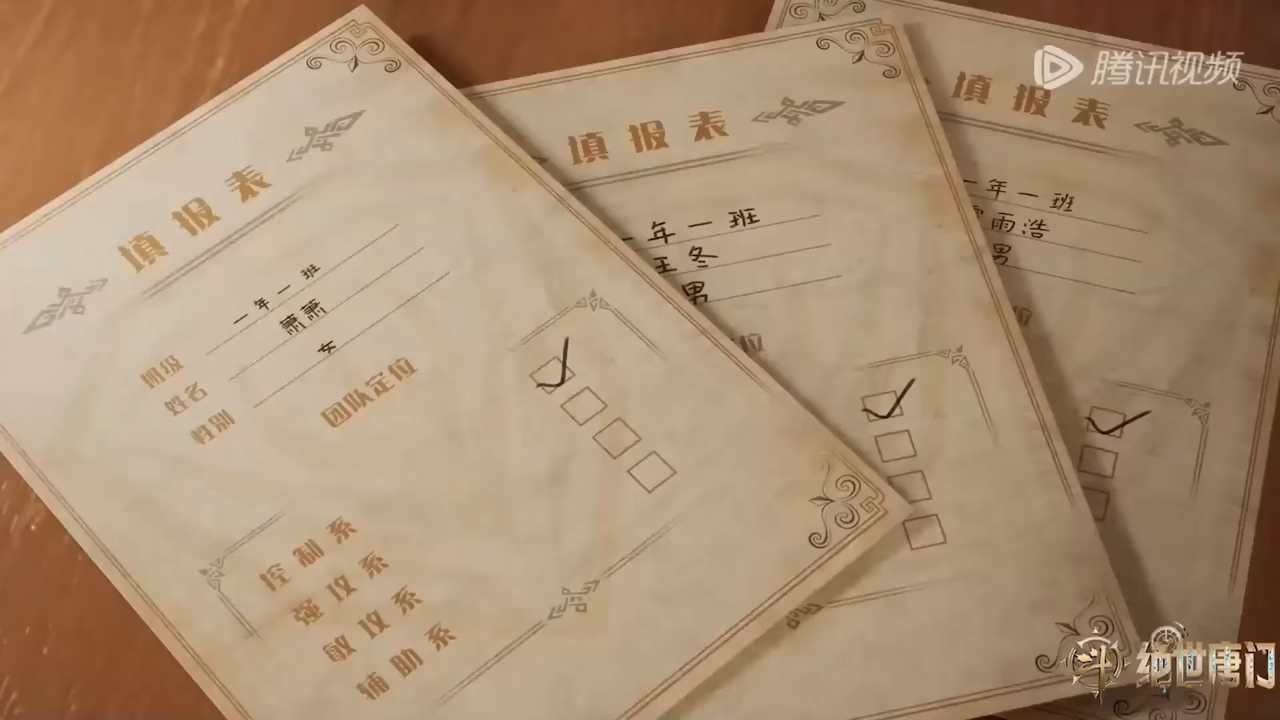 填报表
班级 一年一班
姓名 萧萧
性别 女
团队定位
控制系
强攻系
敏攻系
辅助系
填报表
一年一班
王冬
男
位
填报表
一年一班
雨浩
男
位
腾讯视频
斗 绝世唐门